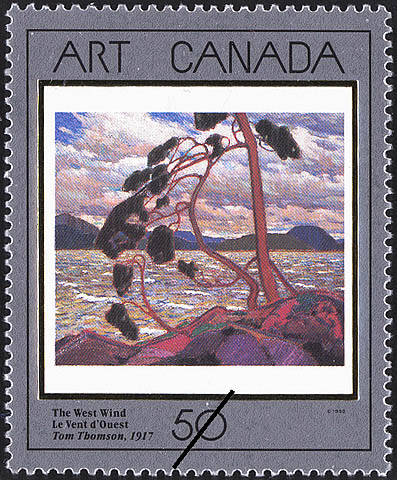 ART CANADA
The West Wind
Le Vent d'Ouest
Tom Thomson, 1917
50